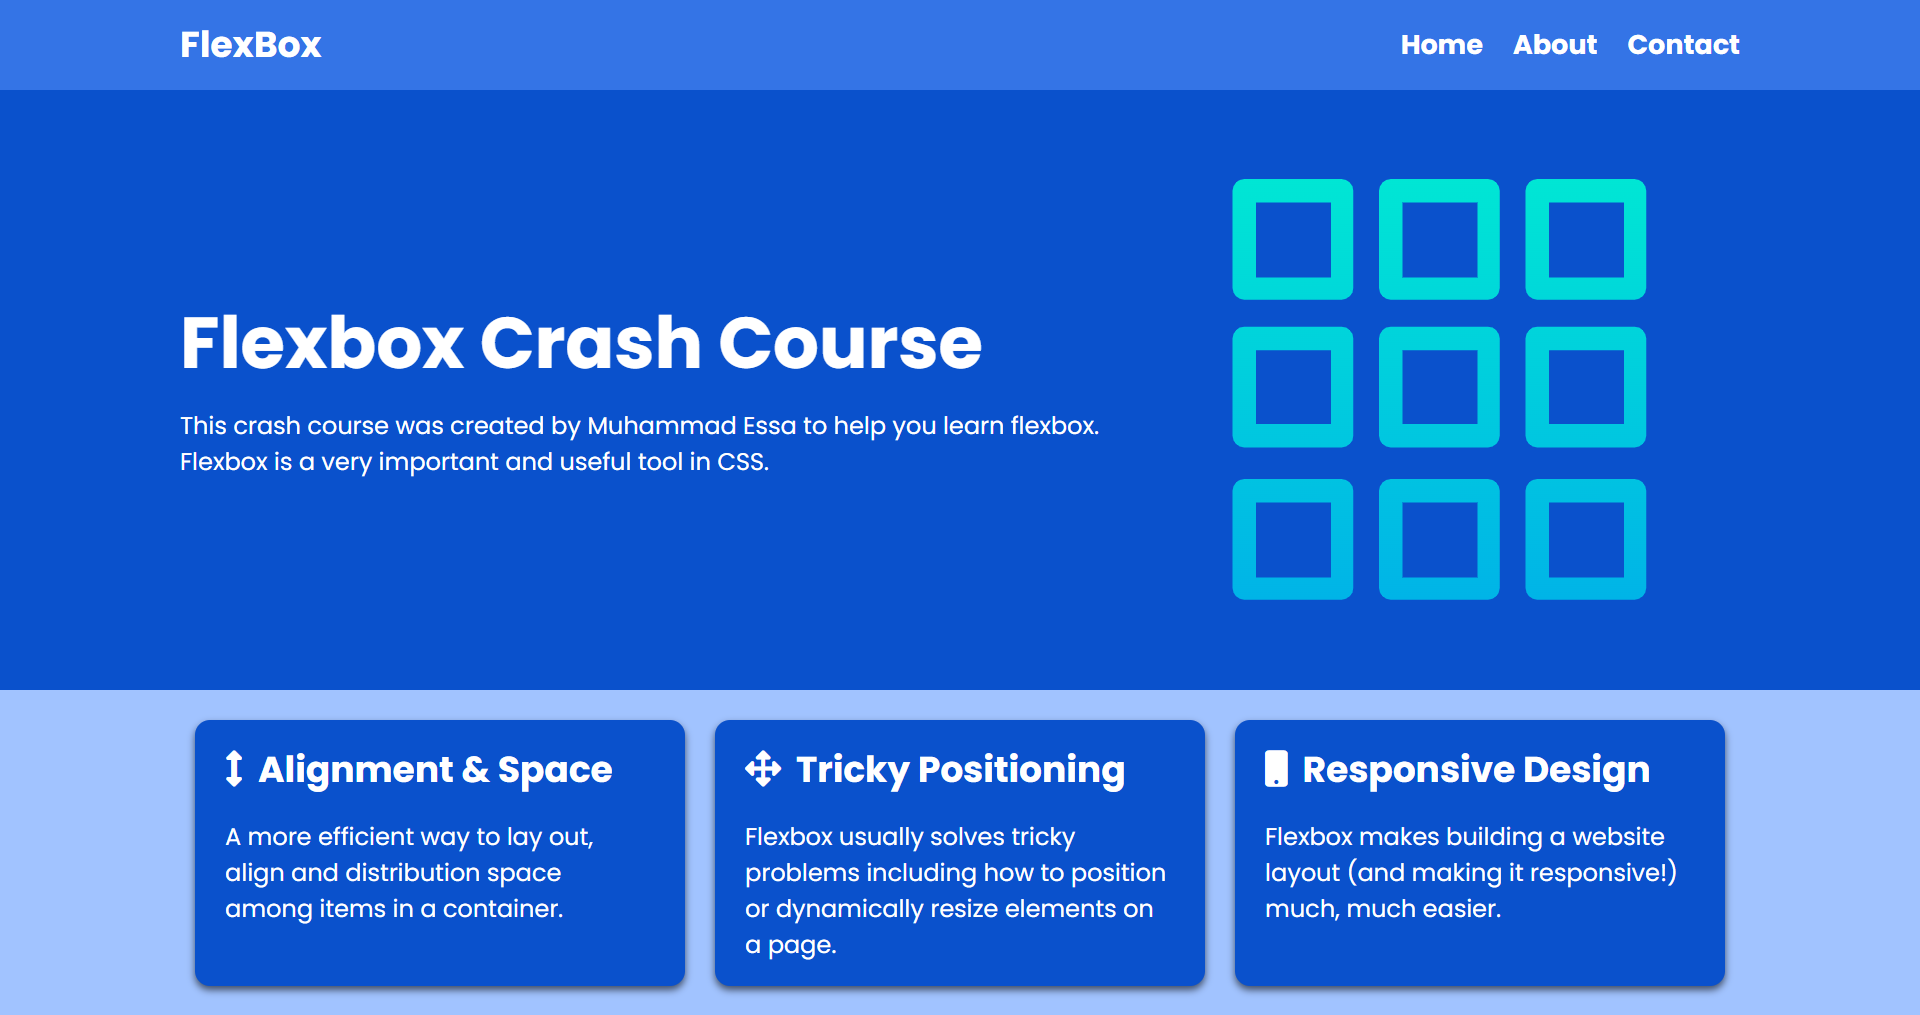 FlexBox
Home About Contact
Flexbox Crash Course
This crash course was created by Muhammad Essa to help you learn flexbox.
Flexbox is a very important and useful tool in CSS.
Alignment & Space
A more efficient way to lay out,
align and distribution space
among items in a container.
Tricky Positioning
Flexbox usually solves tricky
problems including how to position
or dynamically resize elements on
a page.
Responsive Design
Flexbox makes building a website
layout (and making it responsive!)
much, much easier.